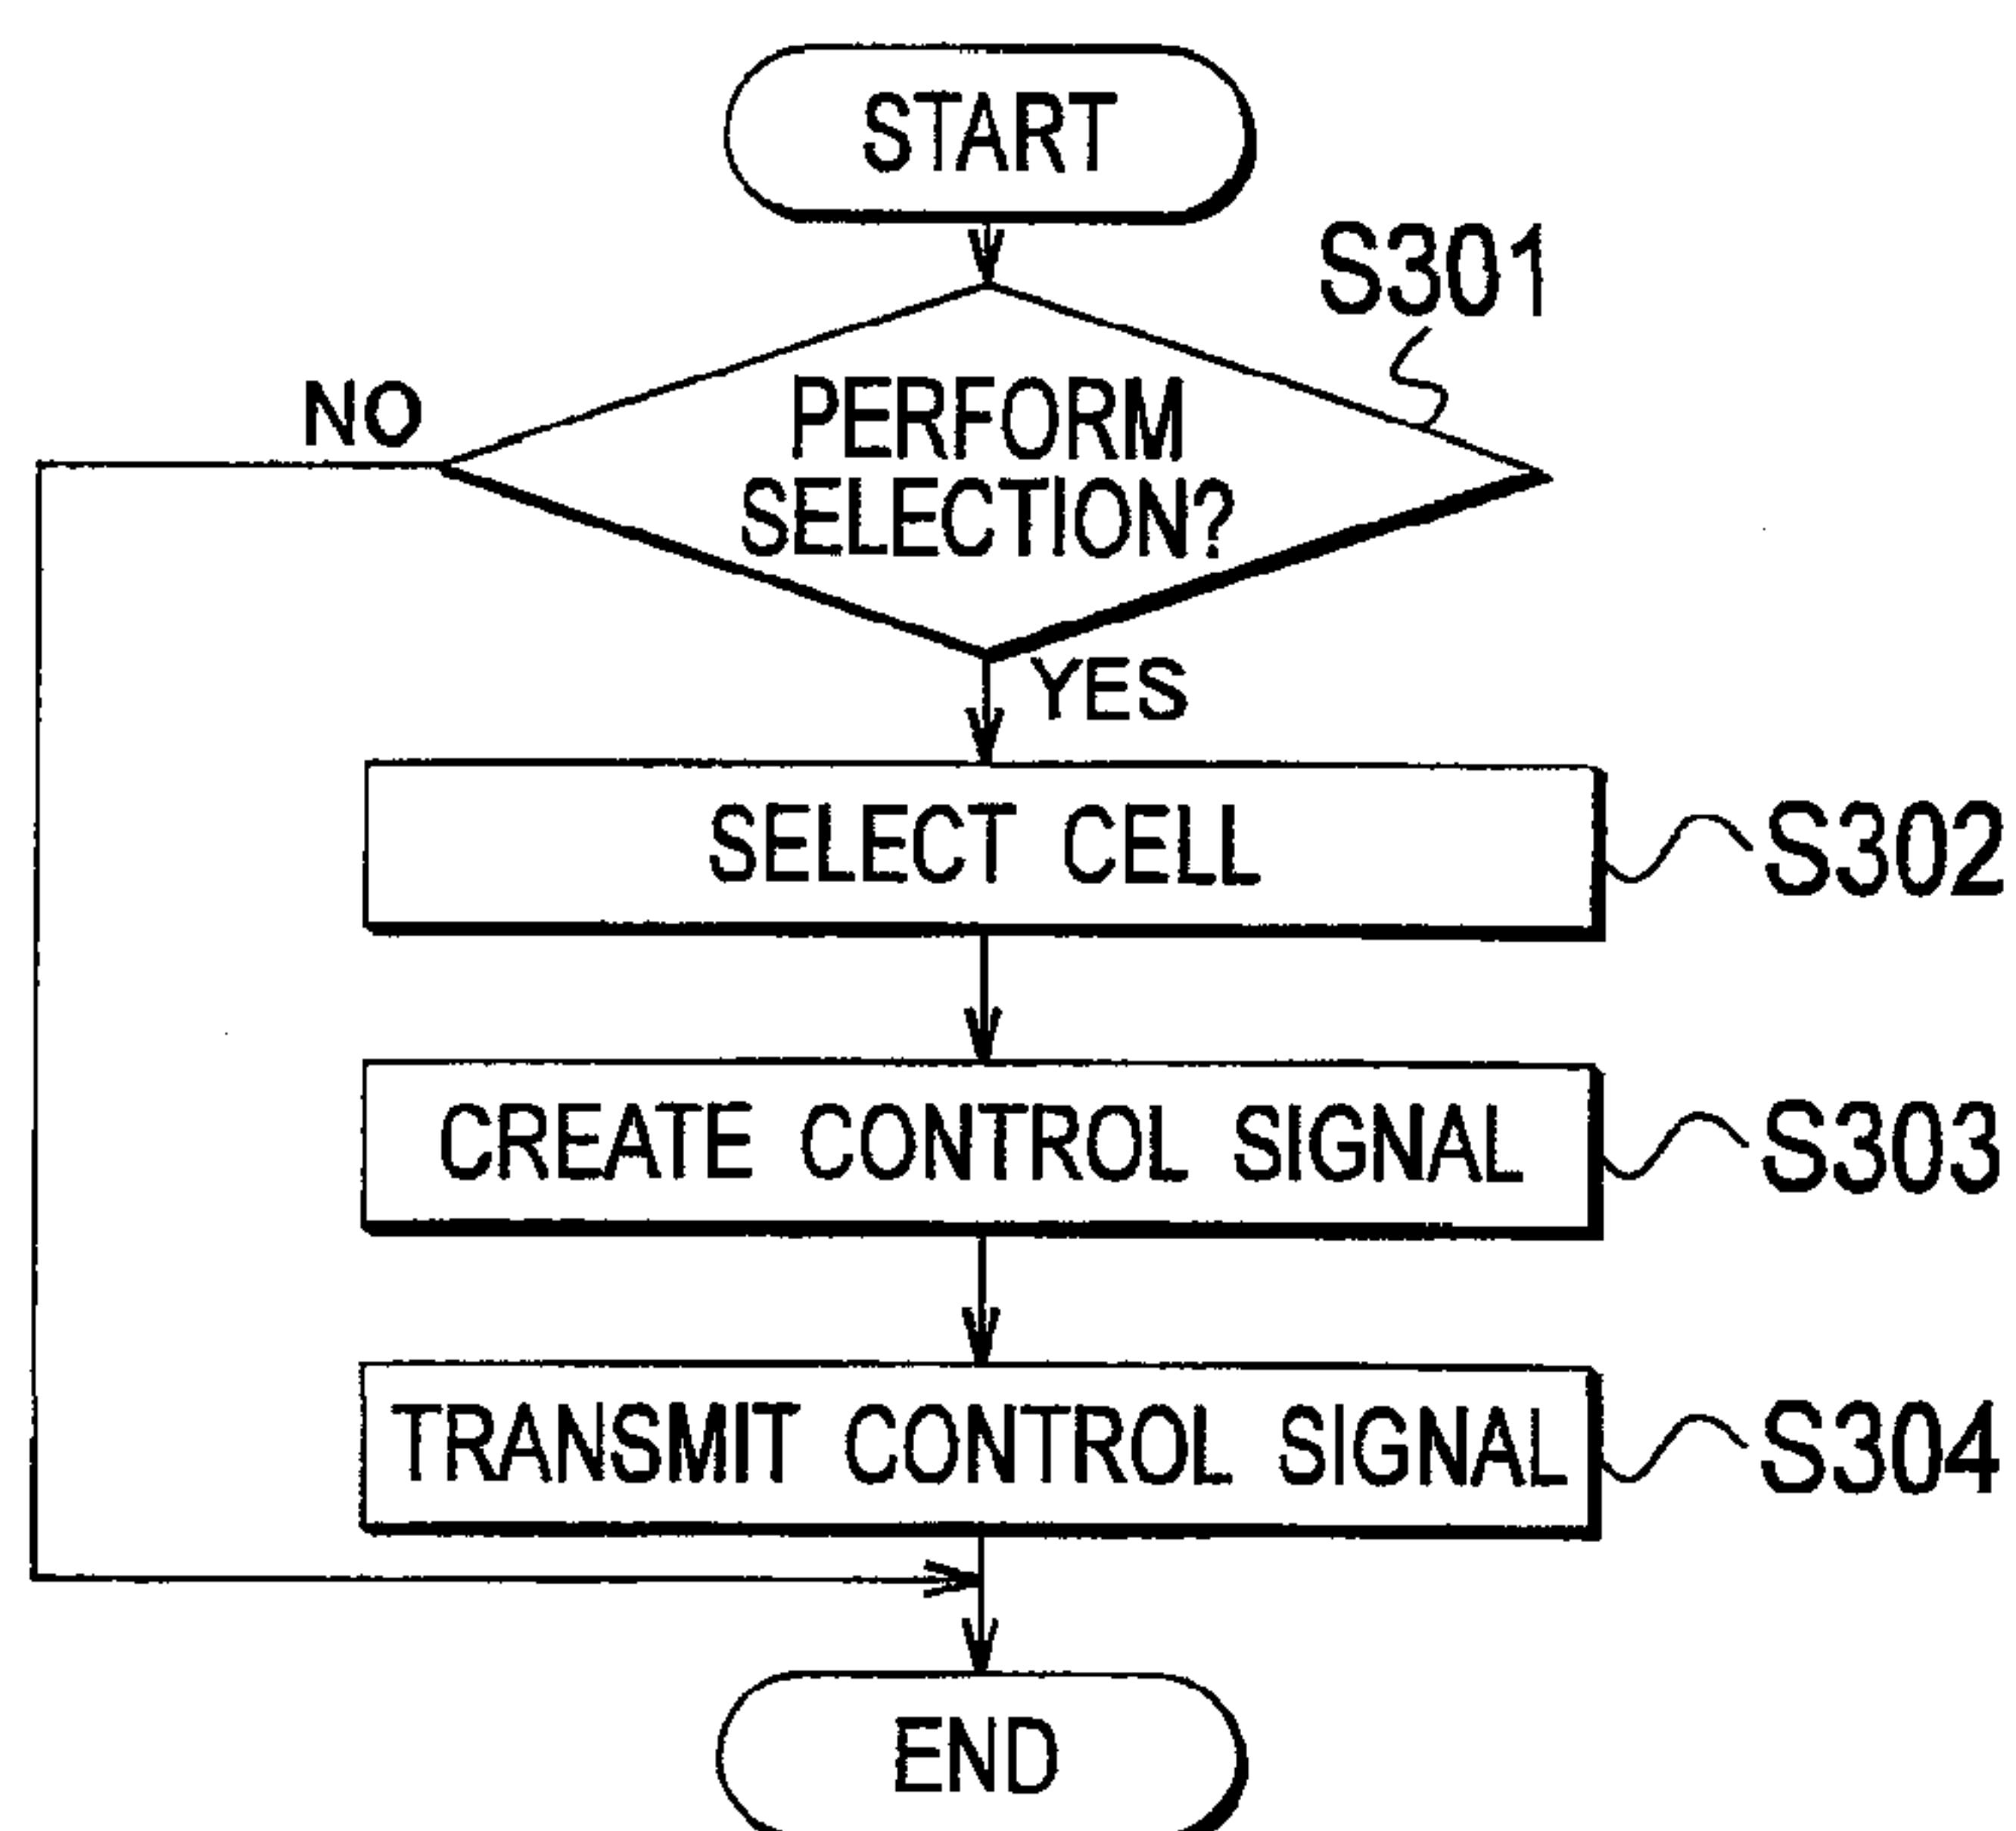 START
S301
NO
PERFORM
SELECTION?
YES
SELECT CELL
S302
CREATE CONTROL SIGNAL
S303
TRANSMIT CONTROL SIGNAL
S304
END